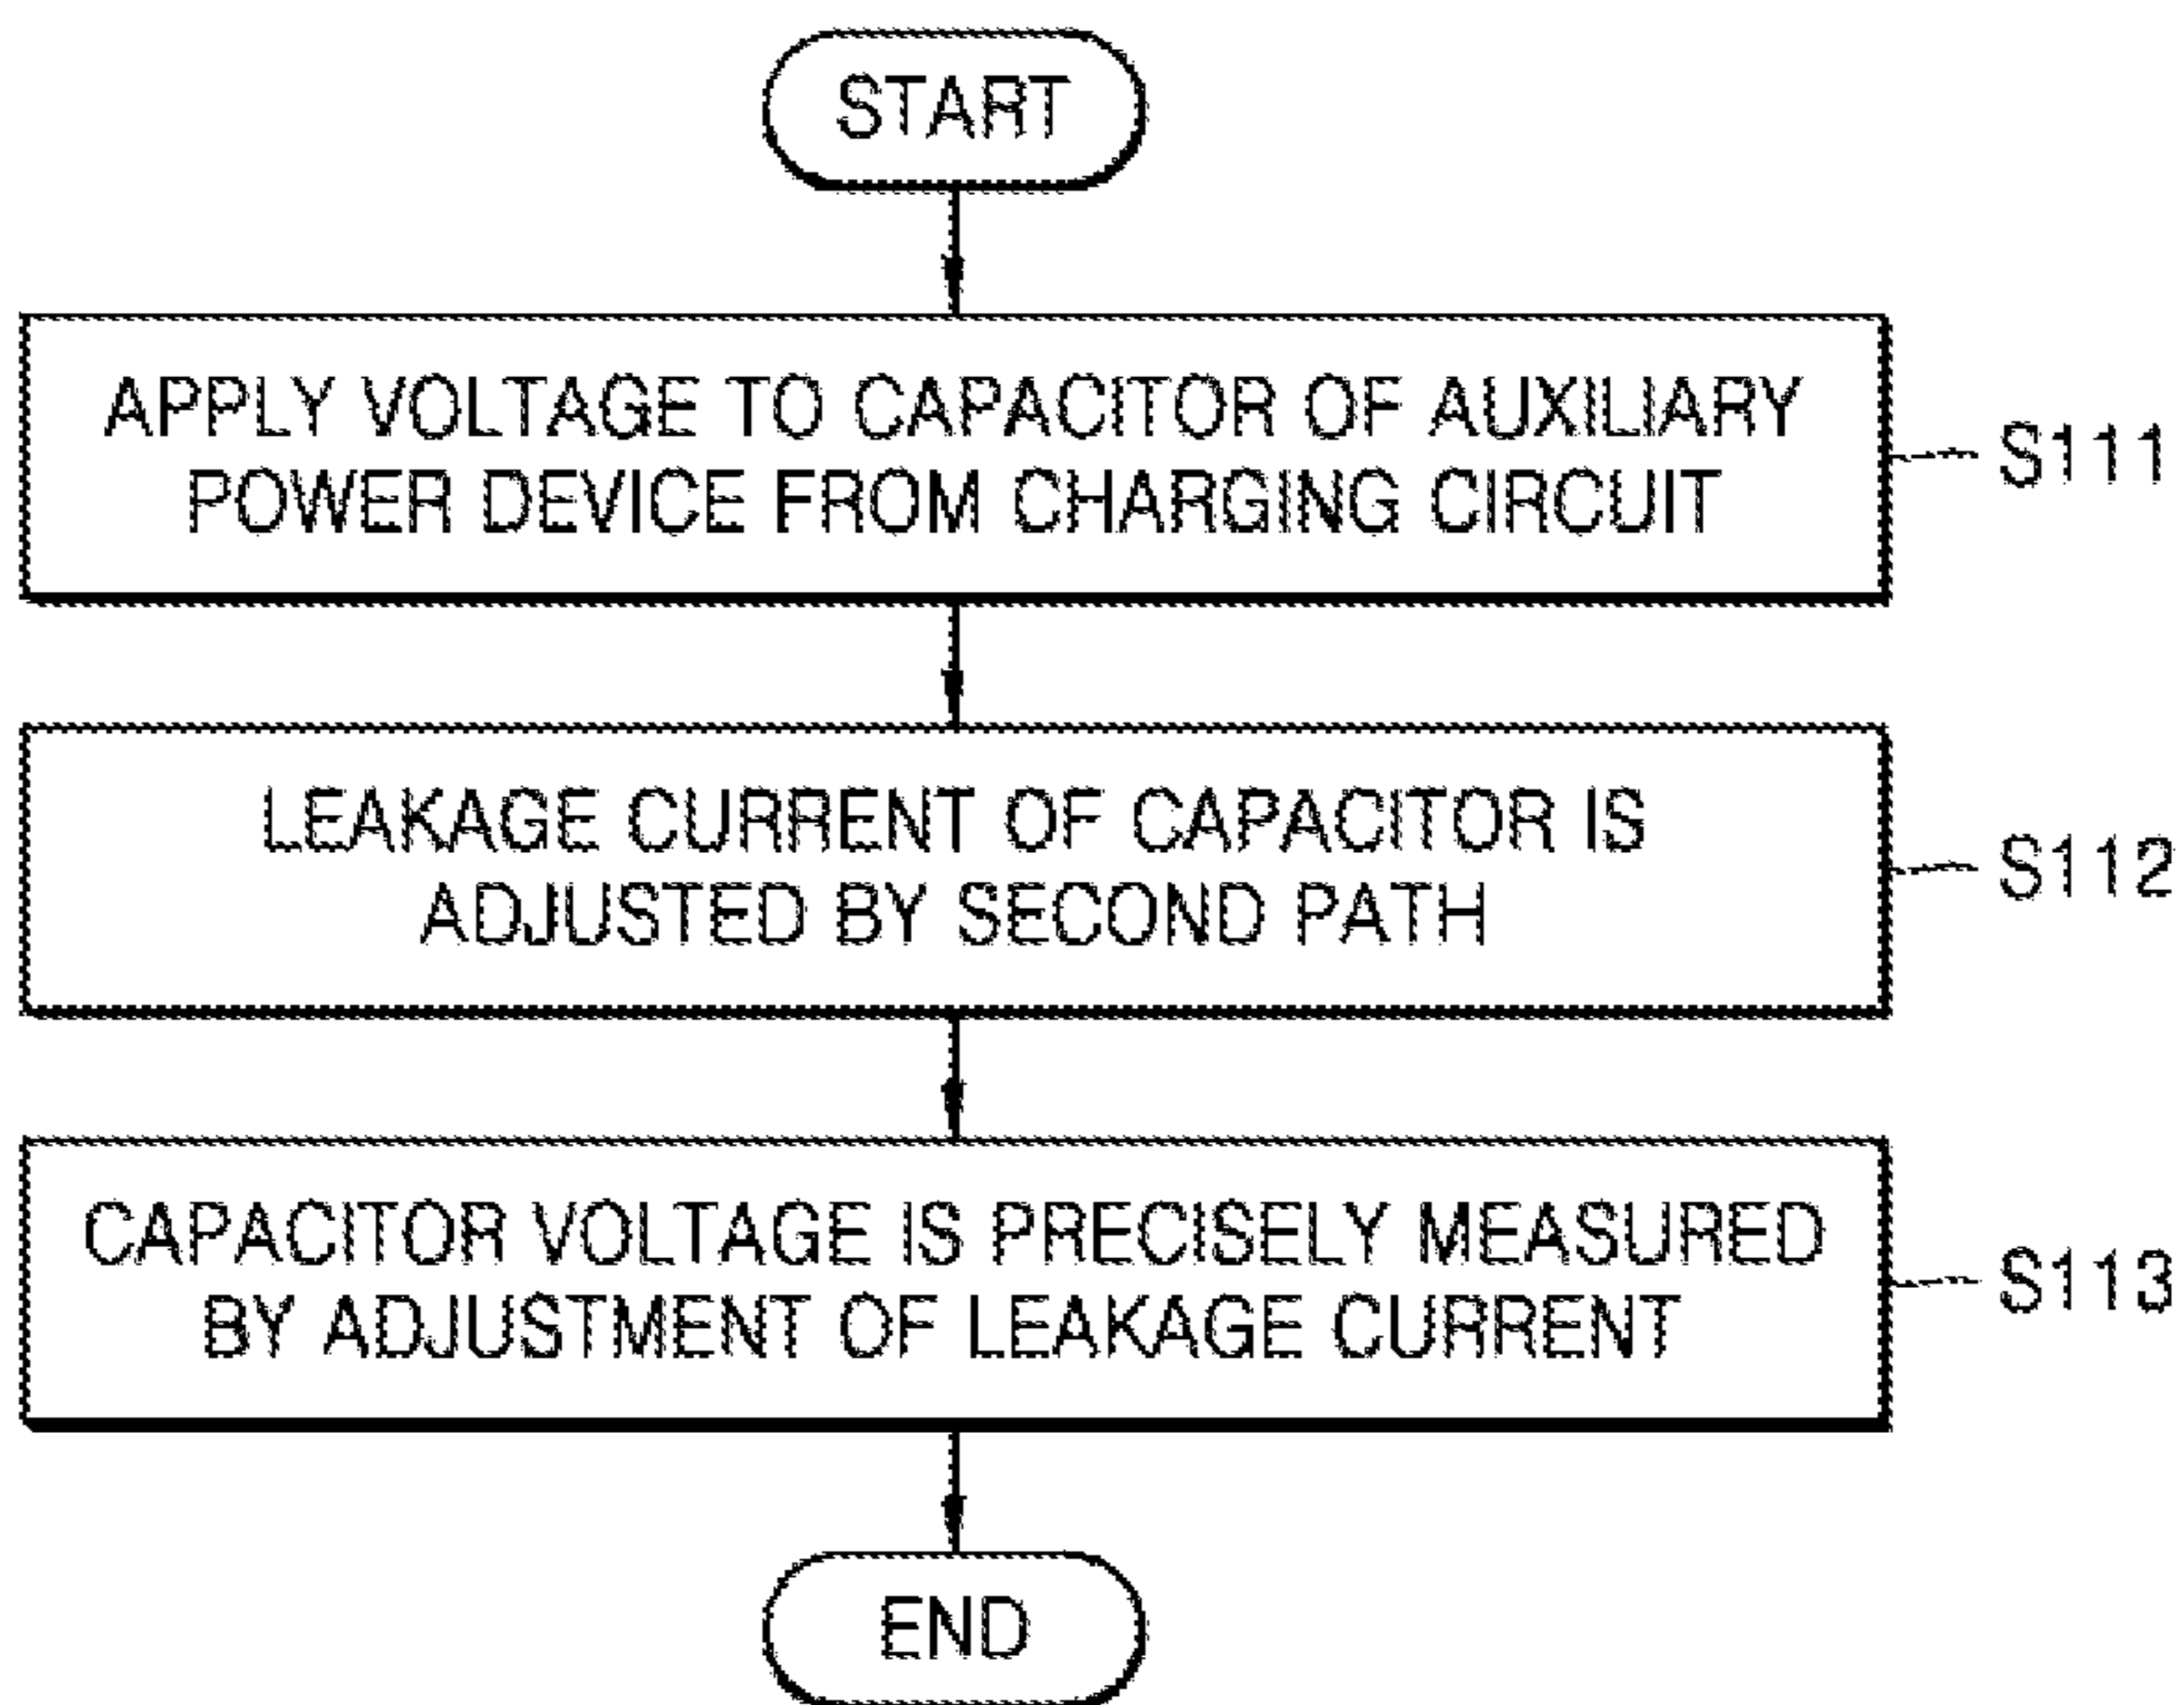 START
APPLY VOLTAGE TO CAPACITOR OF AUXILIARY
POWER DEVICE FROM CHARGING CIRCUIT
S111
LEAKAGE CURRENT OF CAPACITOR IS
ADJUSTED BY SECOND PATH
S112
CAPACITOR VOLTAGE IS PRECISELY MEASURED
BY ADJUSTMENT OF LEAKAGE CURRENT
S113
END